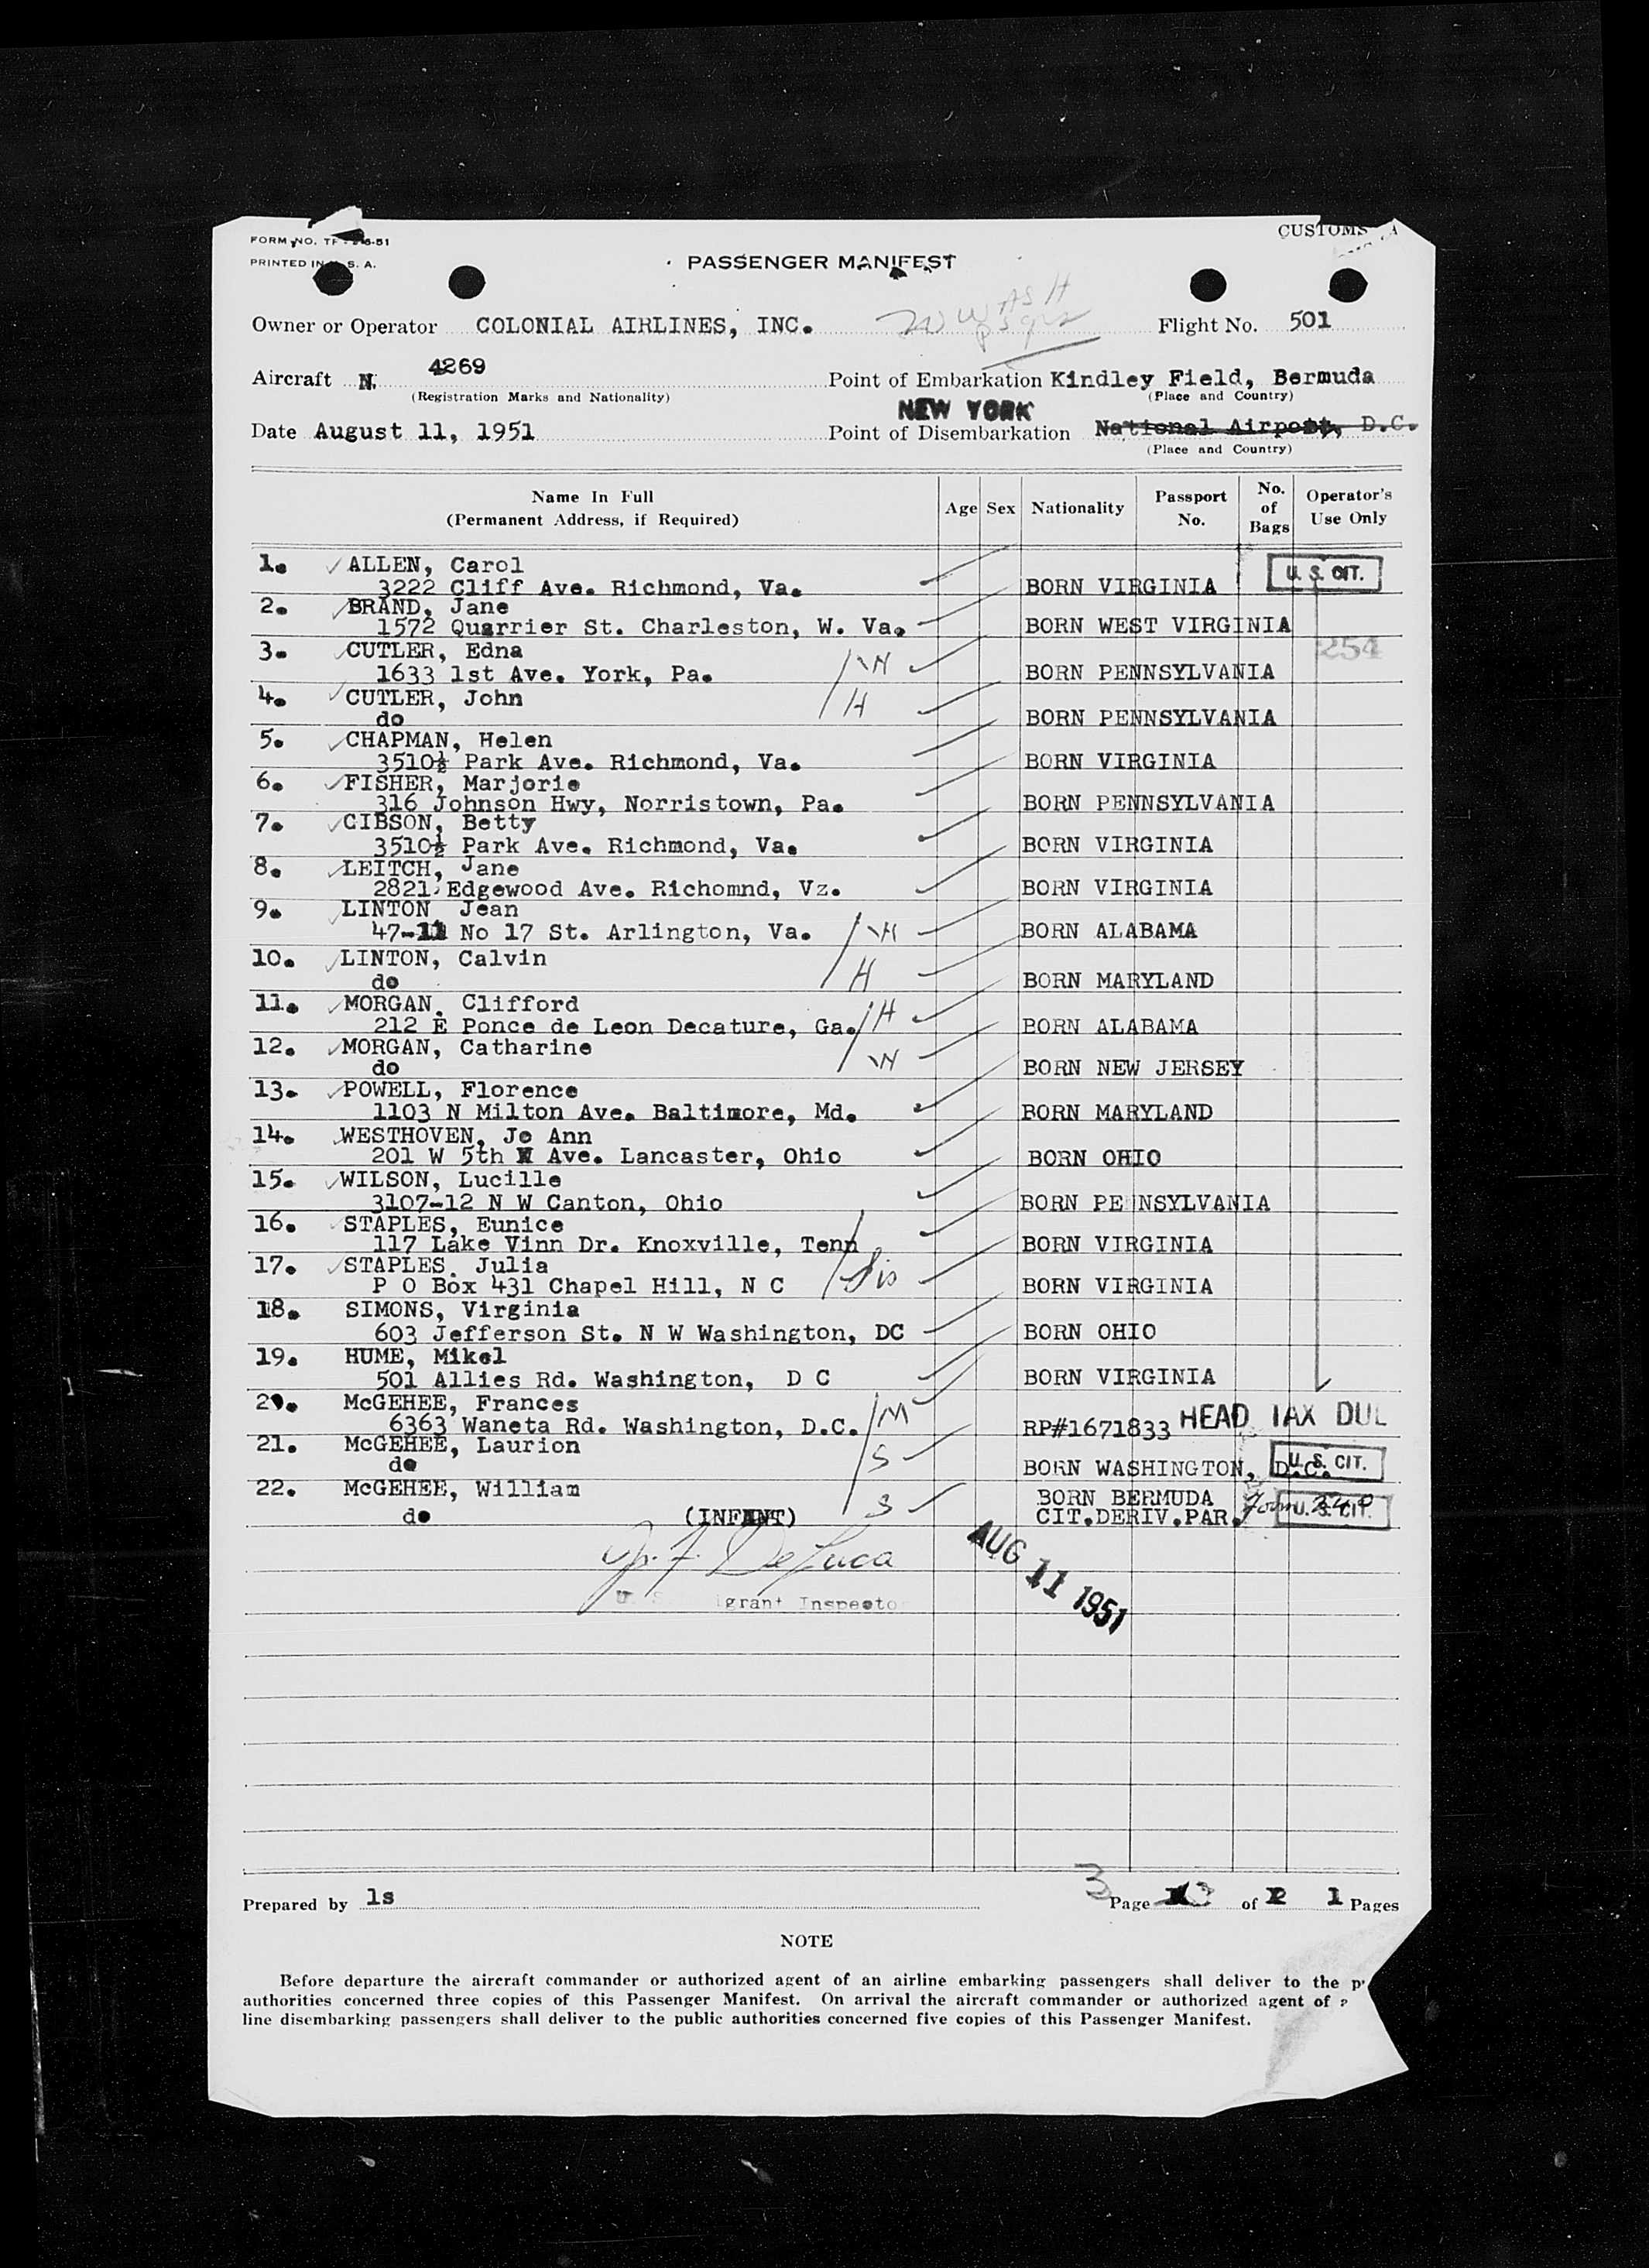 FORM NO. TF
PRINTED IN U. S. A.
CUSTOMS
PASSENGER MANIFEST
WASH
Owner or Operator COLONIAL AIRLINES, INC. Flight No. 501
Aircraft N. 4269 Point of Embarkation Kindley Field, Bermuda
(Registration Marks and Nationality) (Place and Country)
NEW YORK
Date August 11, 1951 Point of Disembarkation National Airport, D.C.
(Place and Country)
Name In Full (Permanent Address, if Required) Age Sex Nationality Passport No. No. of Bags Operator's Use Only
1. ALLEN, Carol U. S. CIT.
3222 Cliff Ave. Richmond, Va. BORN VIRGINIA
2. BRAND, Jane
1572 Quarrier St. Charleston, W. Va. BORN WEST VIRGINIA
3. CUTLER, Edna W 254
1633 1st Ave. York, Pa. BORN PENNSYLVANIA
4. CUTLER, John H
do BORN PENNSYLVANIA
5. CHAPMAN, Helen
3510½ Park Ave. Richmond, Va. BORN VIRGINIA
6. FISHER, Marjorie
316 Johnson Hwy, Norristown, Pa. BORN PENNSYLVANIA
7. GIBSON, Betty
3510½ Park Ave. Richmond, Va. BORN VIRGINIA
8. LEITCH, Jane
2821 Edgewood Ave. Richomnd, Vz. BORN VIRGINIA
9. LINTON Jean
47-11 No 17 St. Arlington, Va. W BORN ALABAMA
10. LINTON, Calvin
do H BORN MARYLAND
11. MORGAN, Clifford H
212 E Ponce de Leon Decature, Ga. BORN ALABAMA
12. MORGAN, Catharine W
do BORN NEW JERSEY
13. POWELL, Florence
1103 N Milton Ave. Baltimore, Md. BORN MARYLAND
14. WESTHOVEN, Jo Ann
201 W 5th Ave. Lancaster, Ohio BORN OHIO
15. WILSON, Lucille
3107-12 N W Canton, Ohio BORN PE NSYLVANIA
16. STAPLES, Eunice
117 Lake Vinn Dr. Knoxville, Tenn BORN VIRGINIA
17. STAPLES. Julia Sis
P O Box 431 Chapel Hill, N C BORN VIRGINIA
18. SIMONS, Virginia
603 Jefferson St. N W Washington, DC BORN OHIO
19. HUME, Mikel
501 Allies Rd. Washington, D C BORN VIRGINIA
20. McGEHEE, Frances M HEAD TAX DUE
6363 Waneta Rd. Washington, D.C. RP#1671833
21. McGEHEE, Laurion S U. S. CIT.
do BORN WASHINGTON, D.C.
22. McGEHEE, William S BORN BERMUDA U. S. CIT.
do (INFANT) CIT.DERIV.PAR.
AUG 11 1951
De Luca
Inspector
Prepared by ls 3 Page of 1 Pages
NOTE
Before departure the aircraft commander or authorized agent of an airline embarking passengers shall deliver to the p
authorities concerned three copies of this Passenger Manifest. On arrival the aircraft commander or authorized agent of
line disembarking passengers shall deliver to the public authorities concerned five copies of this Passenger Manifest.